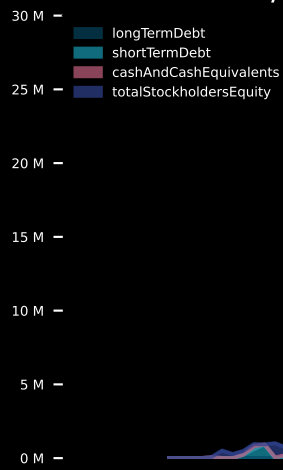 30 M
longTermDebt
shortTermDebt
cashAndCashEquivalents
25 M
totalStockholdersEquity
20 M
15 M
10 M
5 M
0 M